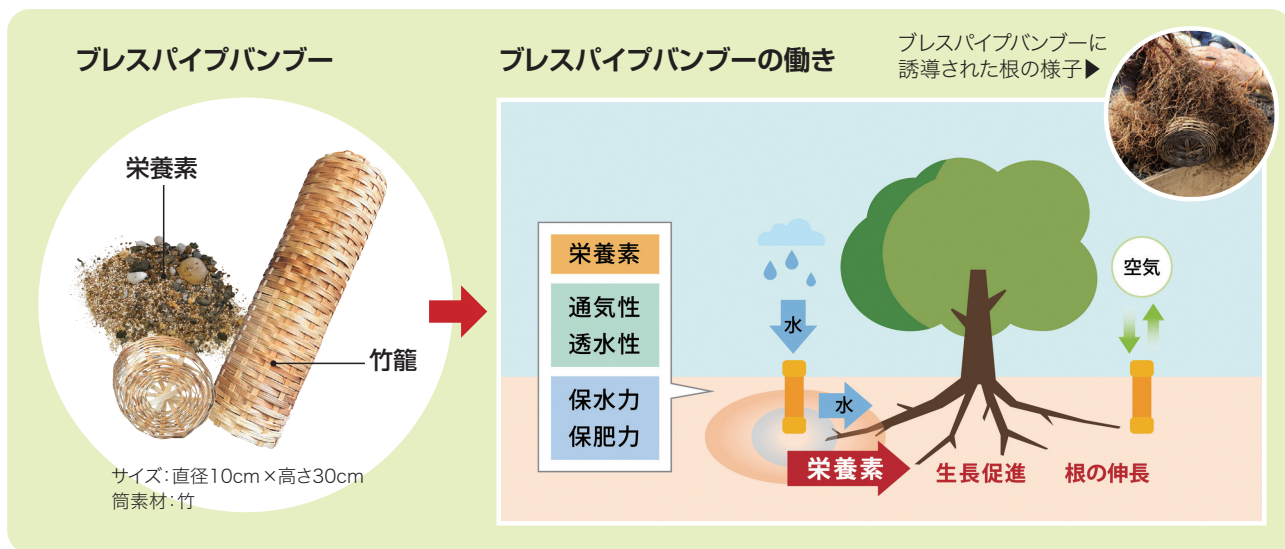 ブレスパイプバンブー
栄養素
竹籠
サイズ：直径10cm×高さ30cm
筒素材：竹
ブレスパイプバンブーの働き
ブレスパイプバンブーに
誘導された根の様子▶
栄養素
通気性
透水性
保水力
保肥力
水
水
栄養素
空気
生長促進
根の伸長